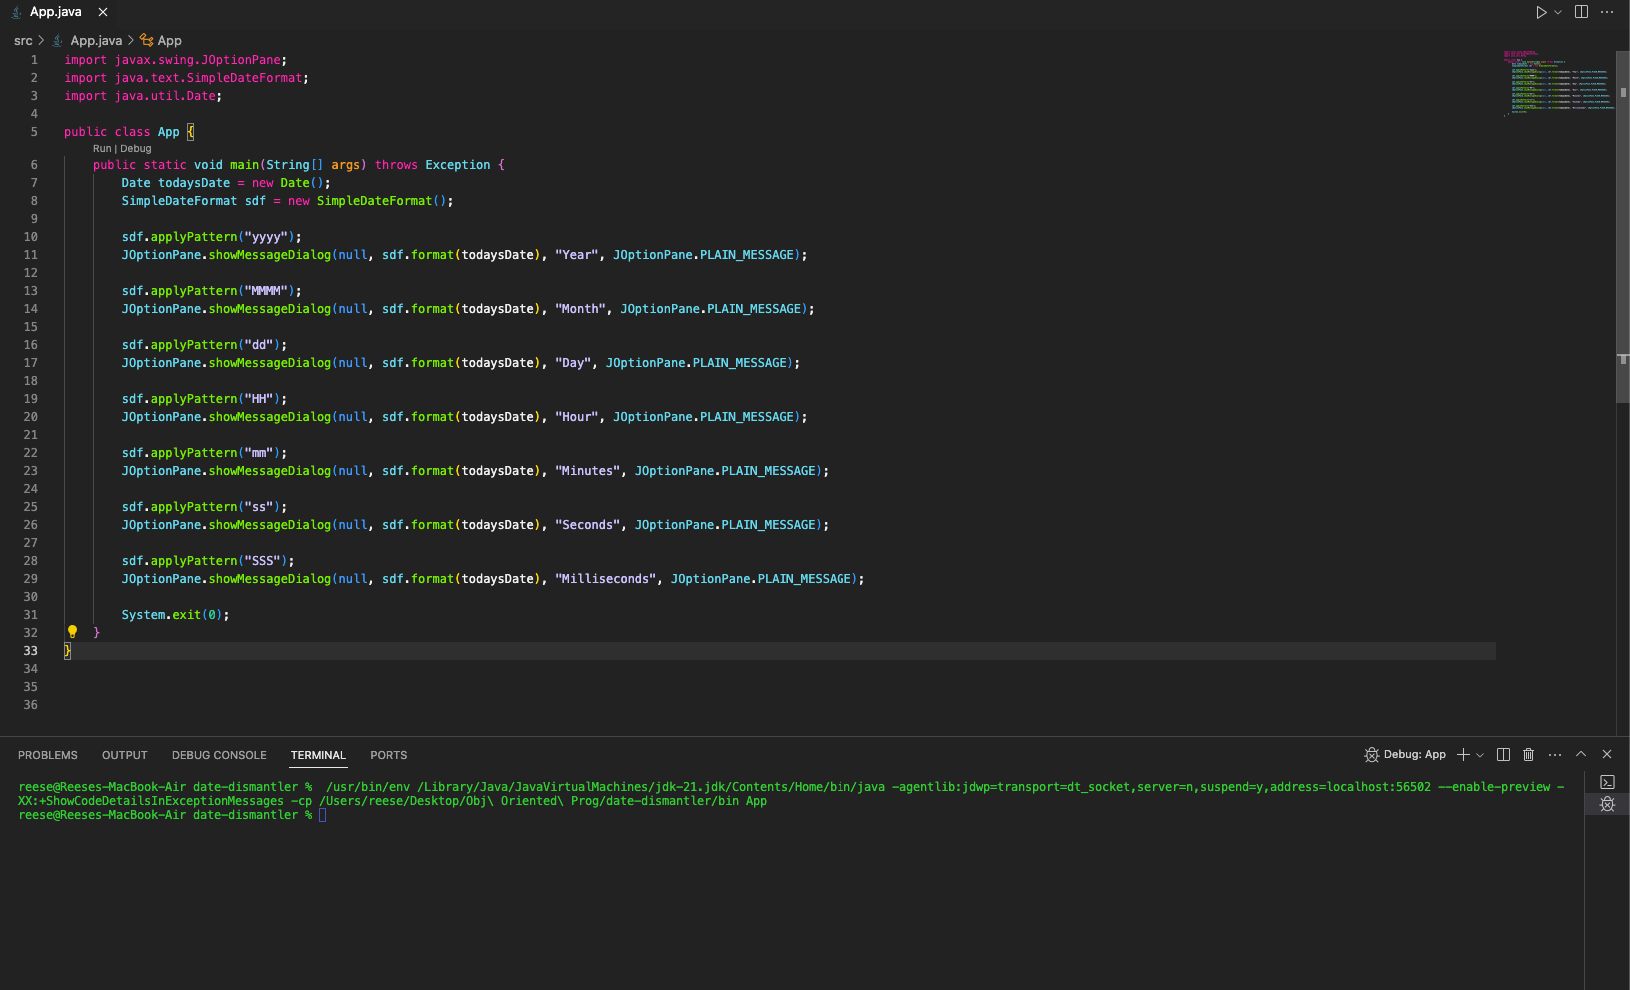 App.java
src > App.java > App
1 import javax.swing.JOptionPane;
2 import java.text.SimpleDateFormat;
3 import java.util.Date;
4
5 public class App {
Run | Debug
6 public static void main(String[] args) throws Exception {
7 Date todaysDate = new Date();
8 SimpleDateFormat sdf = new SimpleDateFormat();
9
10 sdf.applyPattern("yyyy");
11 JOptionPane.showMessageDialog(null, sdf.format(todaysDate), "Year", JOptionPane.PLAIN_MESSAGE);
12
13 sdf.applyPattern("MMMM");
14 JOptionPane.showMessageDialog(null, sdf.format(todaysDate), "Month", JOptionPane.PLAIN_MESSAGE);
15
16 sdf.applyPattern("dd");
17 JOptionPane.showMessageDialog(null, sdf.format(todaysDate), "Day", JOptionPane.PLAIN_MESSAGE);
18
19 sdf.applyPattern("HH");
20 JOptionPane.showMessageDialog(null, sdf.format(todaysDate), "Hour", JOptionPane.PLAIN_MESSAGE);
21
22 sdf.applyPattern("mm");
23 JOptionPane.showMessageDialog(null, sdf.format(todaysDate), "Minutes", JOptionPane.PLAIN_MESSAGE);
24
25 sdf.applyPattern("ss");
26 JOptionPane.showMessageDialog(null, sdf.format(todaysDate), "Seconds", JOptionPane.PLAIN_MESSAGE);
27
28 sdf.applyPattern("SSS");
29 JOptionPane.showMessageDialog(null, sdf.format(todaysDate), "Milliseconds", JOptionPane.PLAIN_MESSAGE);
30
31 System.exit(0);
32 }
33 }
34
35
36
PROBLEMS OUTPUT DEBUG CONSOLE TERMINAL PORTS Debug: App
reese@Reeses-MacBook-Air date-dismantler % /usr/bin/env /Library/Java/JavaVirtualMachines/jdk-21.jdk/Contents/Home/bin/java -agentlib:jdwp=transport=dt_socket,server=n,suspend=y,address=localhost:56502 --enable-preview -
XX:+ShowCodeDetailsInExceptionMessages -cp /Users/reese/Desktop/Obj\ Oriented\ Prog/date-dismantler/bin App
reese@Reeses-MacBook-Air date-dismantler %